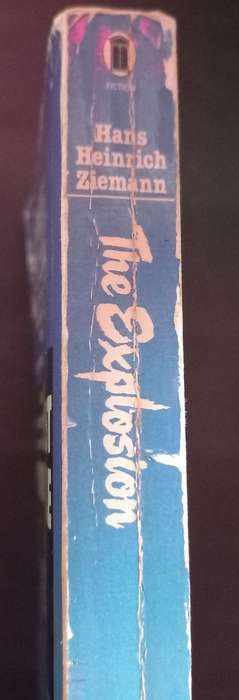 FICTION
Hans
Heinrich
Ziemann
The Explosion